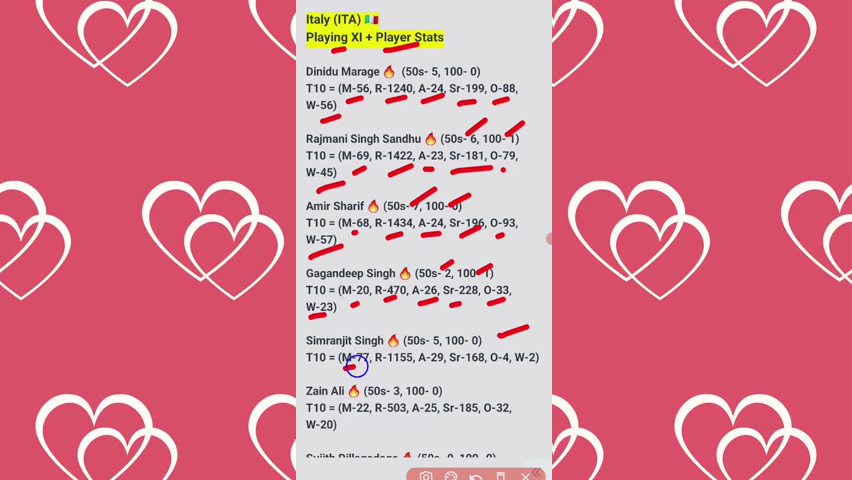 Italy (ITA) 🇮🇹
Playing XI + Player Stats
Dinidu Marage 🔥 (50s- 5, 100- 0)
T10 = (M-56, R-1240, A-24, Sr-199, O-88,
W-56)
Rajmani Singh Sandhu 🔥 (50s- 6, 100- 1)
T10 = (M-69, R-1422, A-23, Sr-181, O-79,
W-45)
Amir Sharif 🔥 (50s- 7, 100- 0)
T10 = (M-68, R-1434, A-24, Sr-196, O-93,
W-57)
Gagandeep Singh 🔥 (50s- 2, 100- 1)
T10 = (M-20, R-470, A-26, Sr-228, O-33,
W-23)
Simranjit Singh 🔥 (50s- 5, 100- 0)
T10 = (M-77, R-1155, A-29, Sr-168, O-4, W-2)
Zain Ali 🔥 (50s- 3, 100- 0)
T10 = (M-22, R-503, A-25, Sr-185, O-32,
W-20)